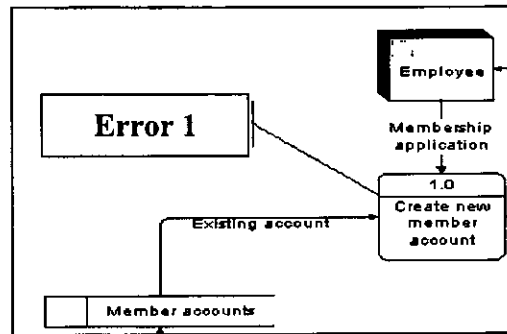 Employee
Error 1
Membership
application
1.0
Create new
member
account
Existing account
Member accounts